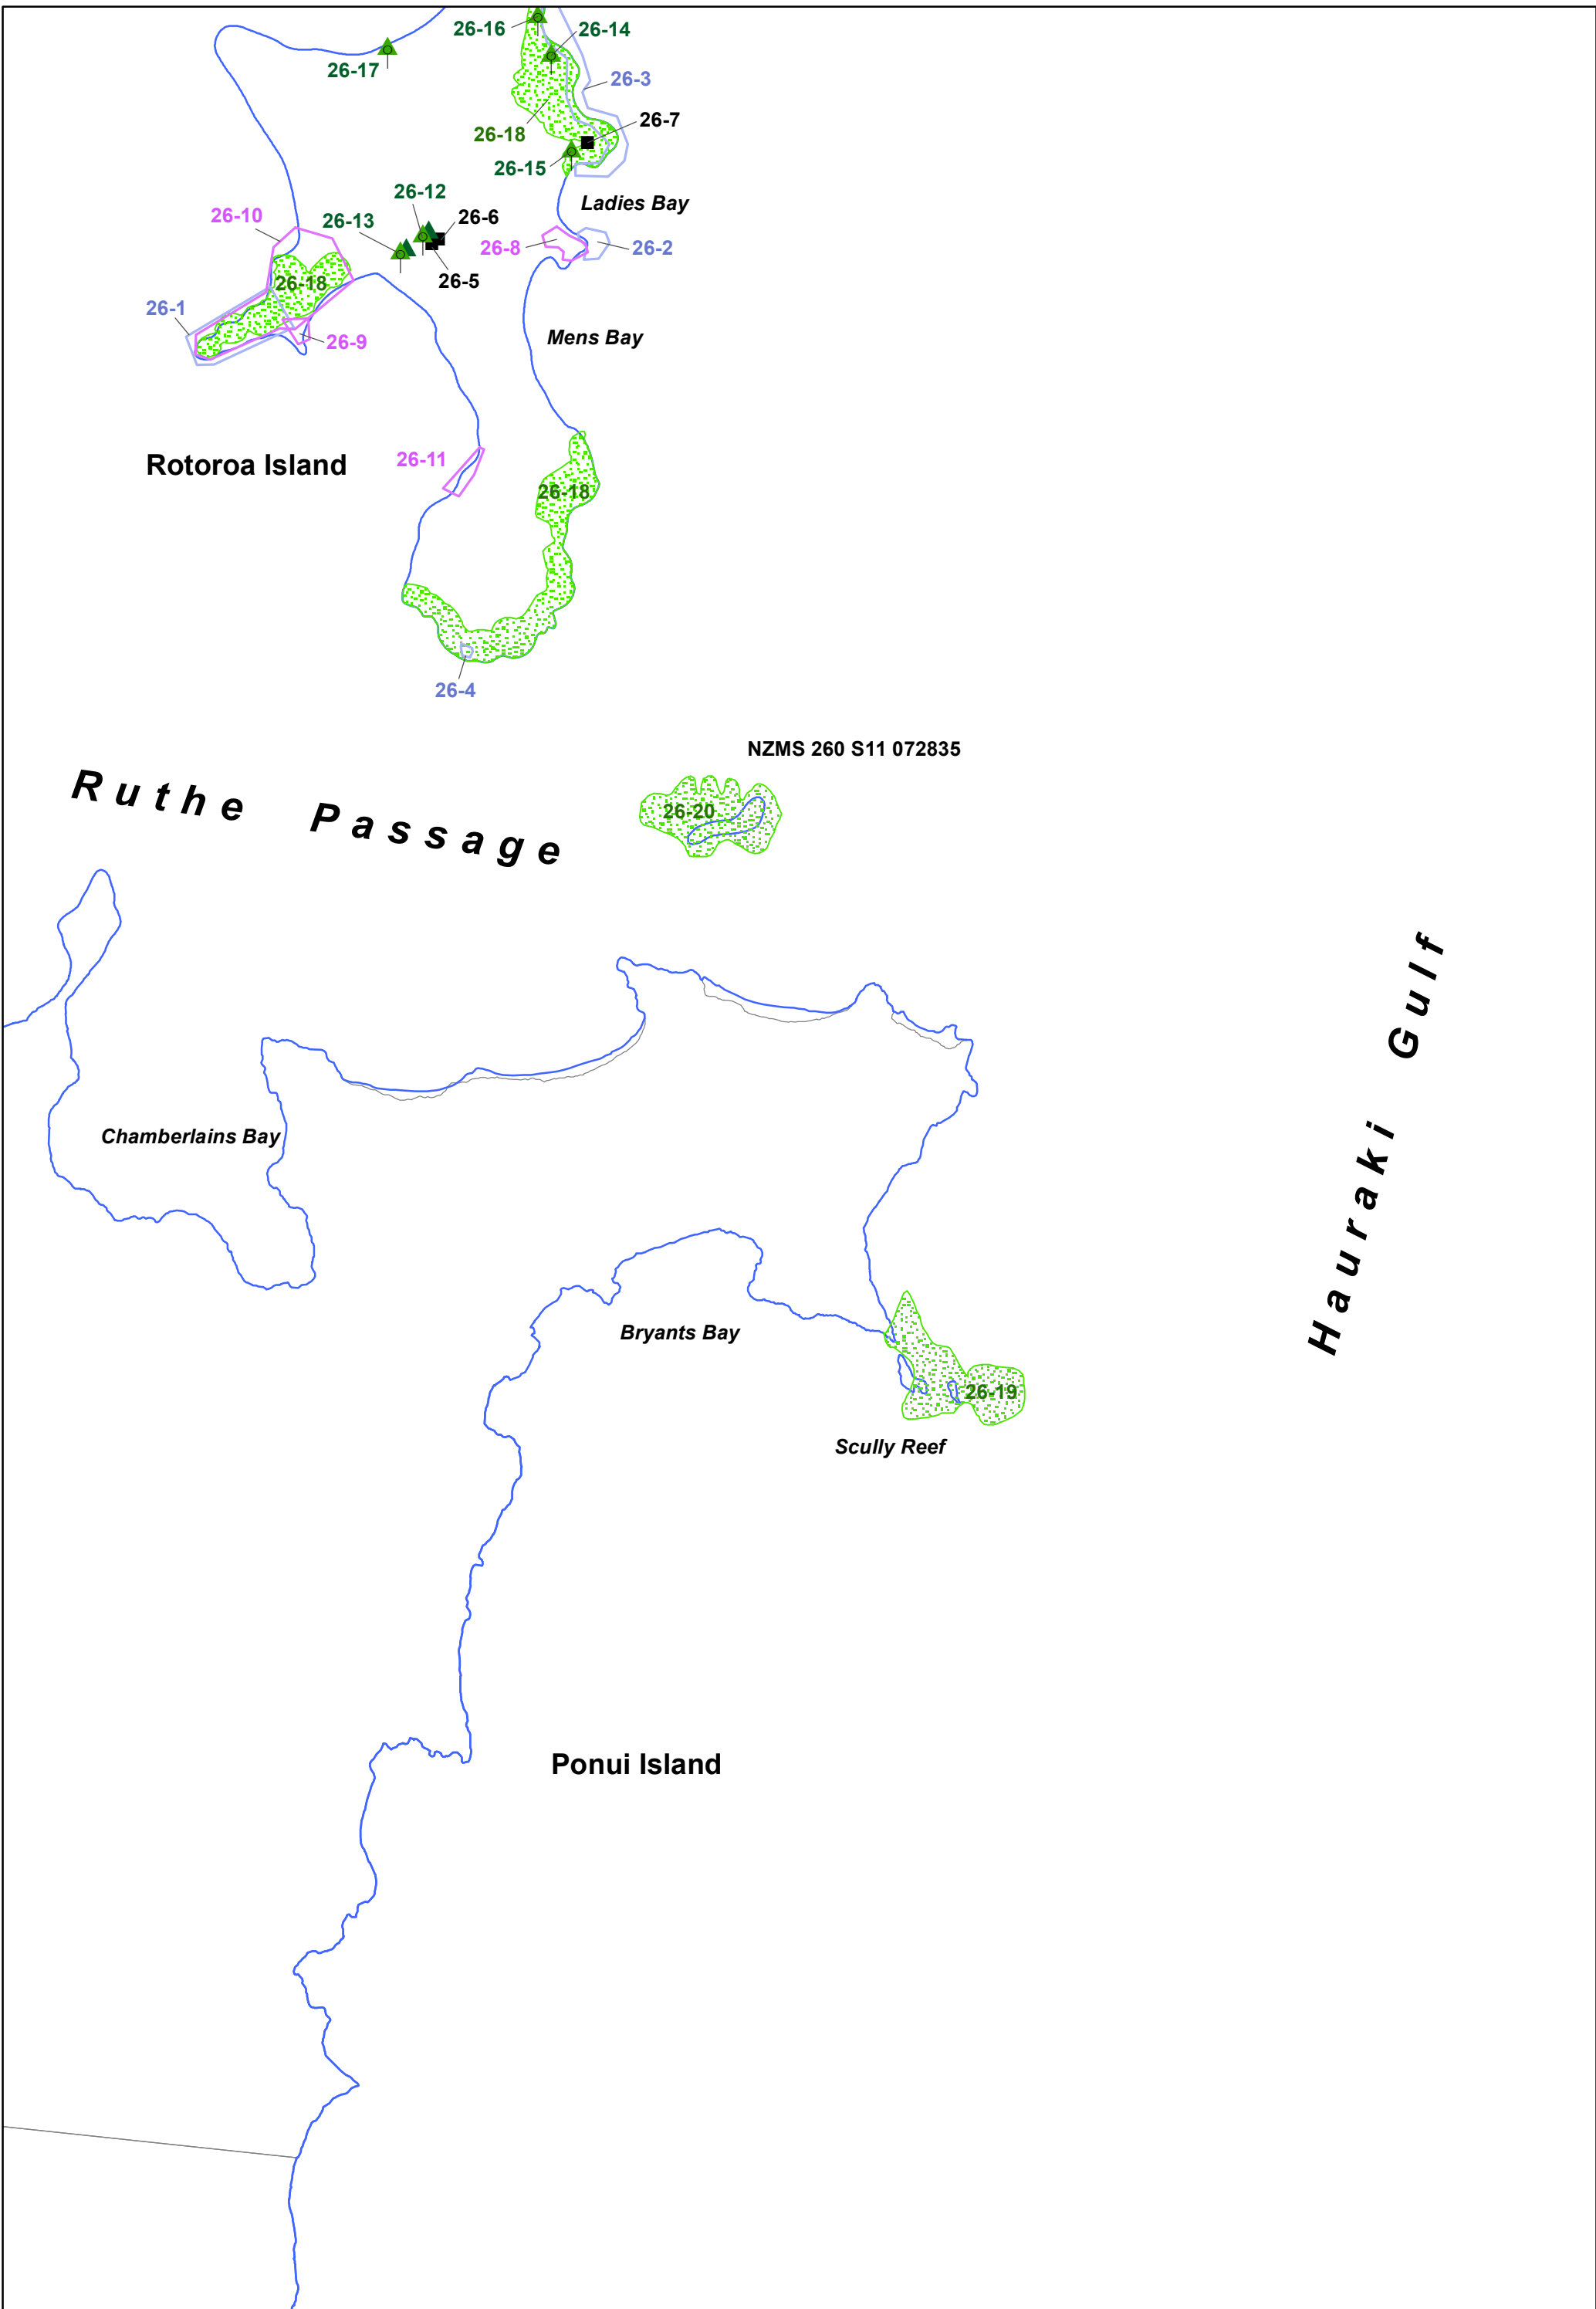 26-16
26-14
26-17
26-3
26-7
26-18
26-15
26-12
Ladies Bay
26-10
26-13
26-6
26-8
26-2
26-5
26-18
26-1
Mens Bay
26-9
Rotoroa Island
26-11
26-18
26-4
NZMS 260 S11 072835
Ruthe Passage
26-20
Hauraki Gulf
Chamberlains Bay
Bryants Bay
26-19
Scully Reef
Ponui Island